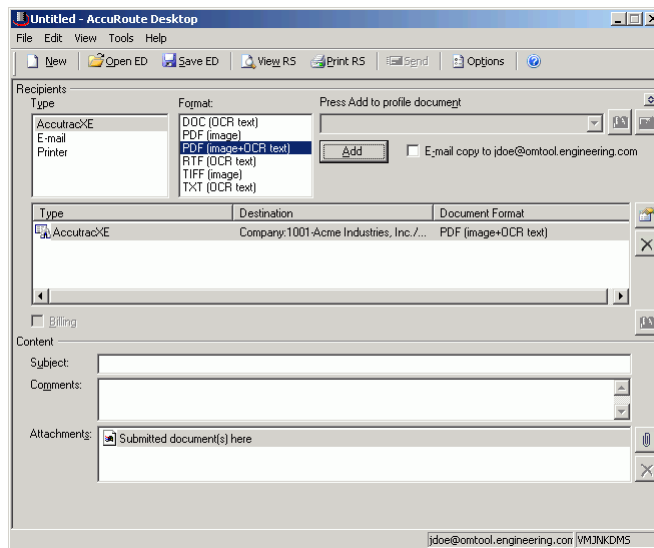 Untitled - AccuRoute Desktop
File Edit View Tools Help
New Open ED Save ED View RS Print RS Send Options
Recipients
Type Format: Press Add to profile document
AccutracXE
E-mail
Printer
DOC (OCR text)
PDF (image)
PDF (image+OCR text)
RTF (OCR text)
TIFF (image)
TXT (OCR text)
Add E-mail copy to jdoe@omtool.engineering.com
Type Destination Document Format
AccutracXE Company:1001-Acme Industries, Inc./... PDF (image+OCR text)
Billing
Content
Subject:
Comments:
Attachments: Submitted document(s) here
jdoe@omtool.engineering.com VMJNKDMS